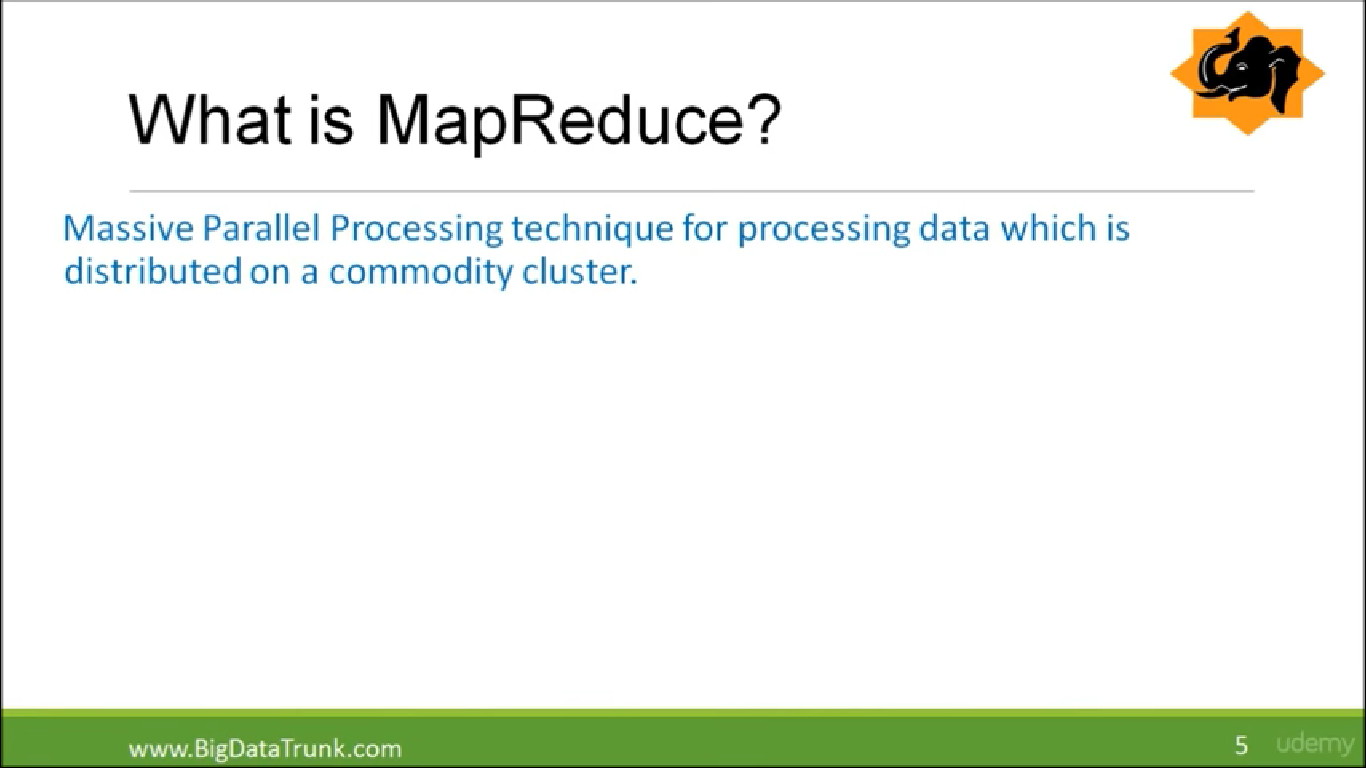 What is MapReduce?
Massive Parallel Processing technique for processing data which is
distributed on a commodity cluster.
www.BigDataTrunk.com
5
udemy